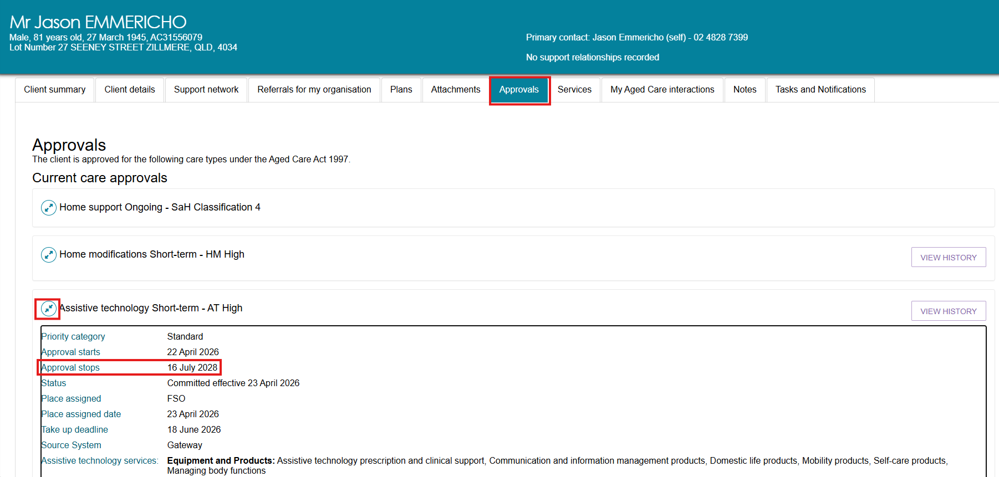 Mr Jason EMMERICHO
Male, 81 years old, 27 March 1945, AC31556079
Lot Number 27 SEENEY STREET ZILLMERE, QLD, 4034
Primary contact: Jason Emmericho (self) - 02 4828 7399
No support relationships recorded
Client summary
Client details
Support network
Referrals for my organisation
Plans
Attachments
Approvals
Services
My Aged Care interactions
Notes
Tasks and Notifications
Approvals
The client is approved for the following care types under the Aged Care Act 1997.
Current care approvals
Home support Ongoing - SaH Classification 4
Home modifications Short-term - HM High
VIEW HISTORY
Assistive technology Short-term - AT High
VIEW HISTORY
Priority category Standard
Approval starts 22 April 2026
Approval stops 16 July 2028
Status Committed effective 23 April 2026
Place assigned FSO
Place assigned date 23 April 2026
Take up deadline 18 June 2026
Source System Gateway
Assistive technology services: Equipment and Products: Assistive technology prescription and clinical support, Communication and information management products, Domestic life products, Mobility products, Self-care products,
Managing body functions